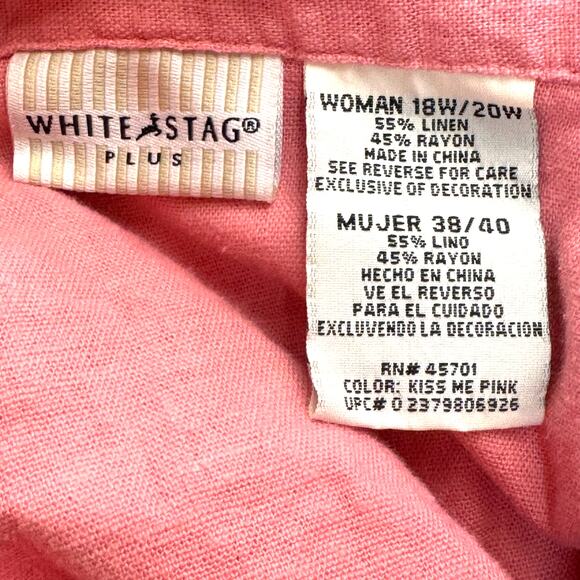 WHITE STAG®
PLUS
WOMAN 18W/20W
55% LINEN
45% RAYON
MADE IN CHINA
SEE REVERSE FOR CARE
EXCLUSIVE OF DECORATION
MUJER 38/40
55% LINO
45% RAYON
HECHO EN CHINA
VE EL REVERSO
PARA EL CUIDADO
EXCLUVENDO LA DECORACION
RN# 45701
COLOR: KISS ME PINK
UPC# 0 2379806926